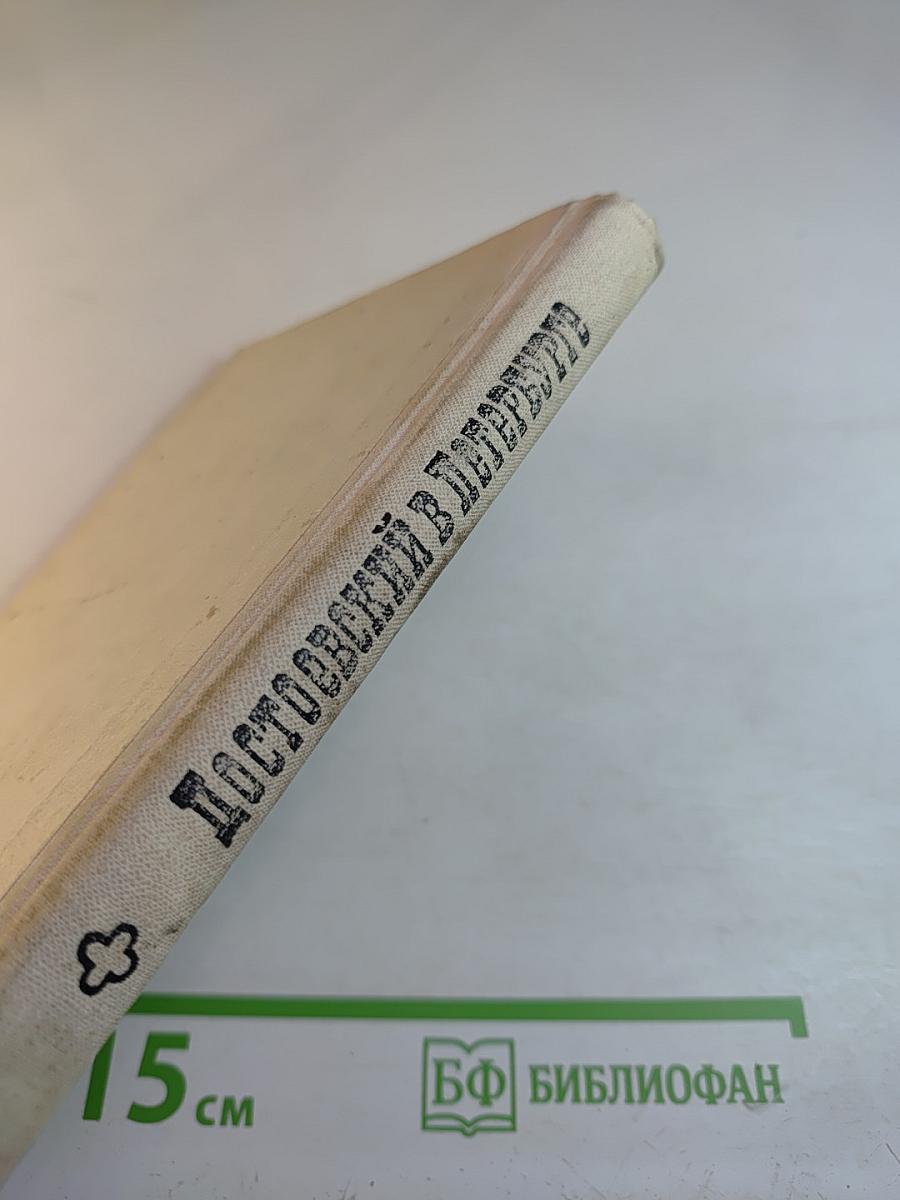 Достоевский в Петербурге
15 см
БФ БИБЛИОФАН